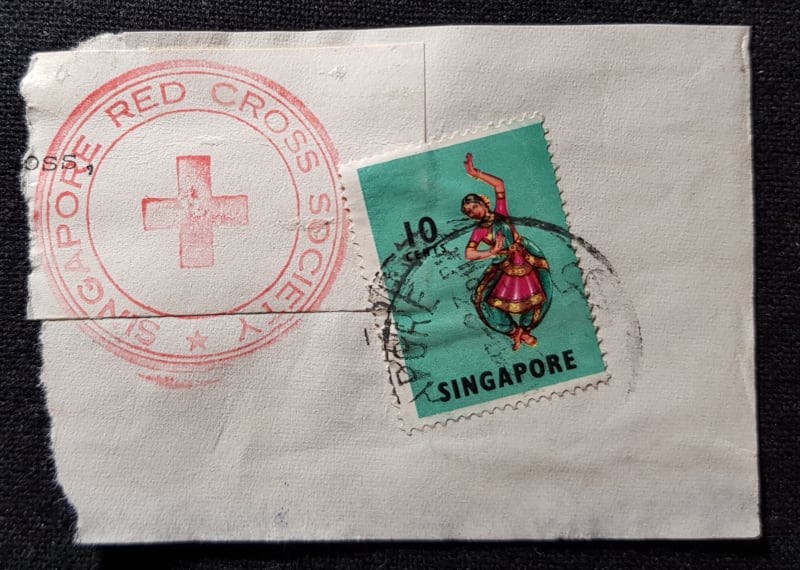 SINGAPORE RED CROSS SOCIETY
oss,
10
CENTS
SINGAPORE